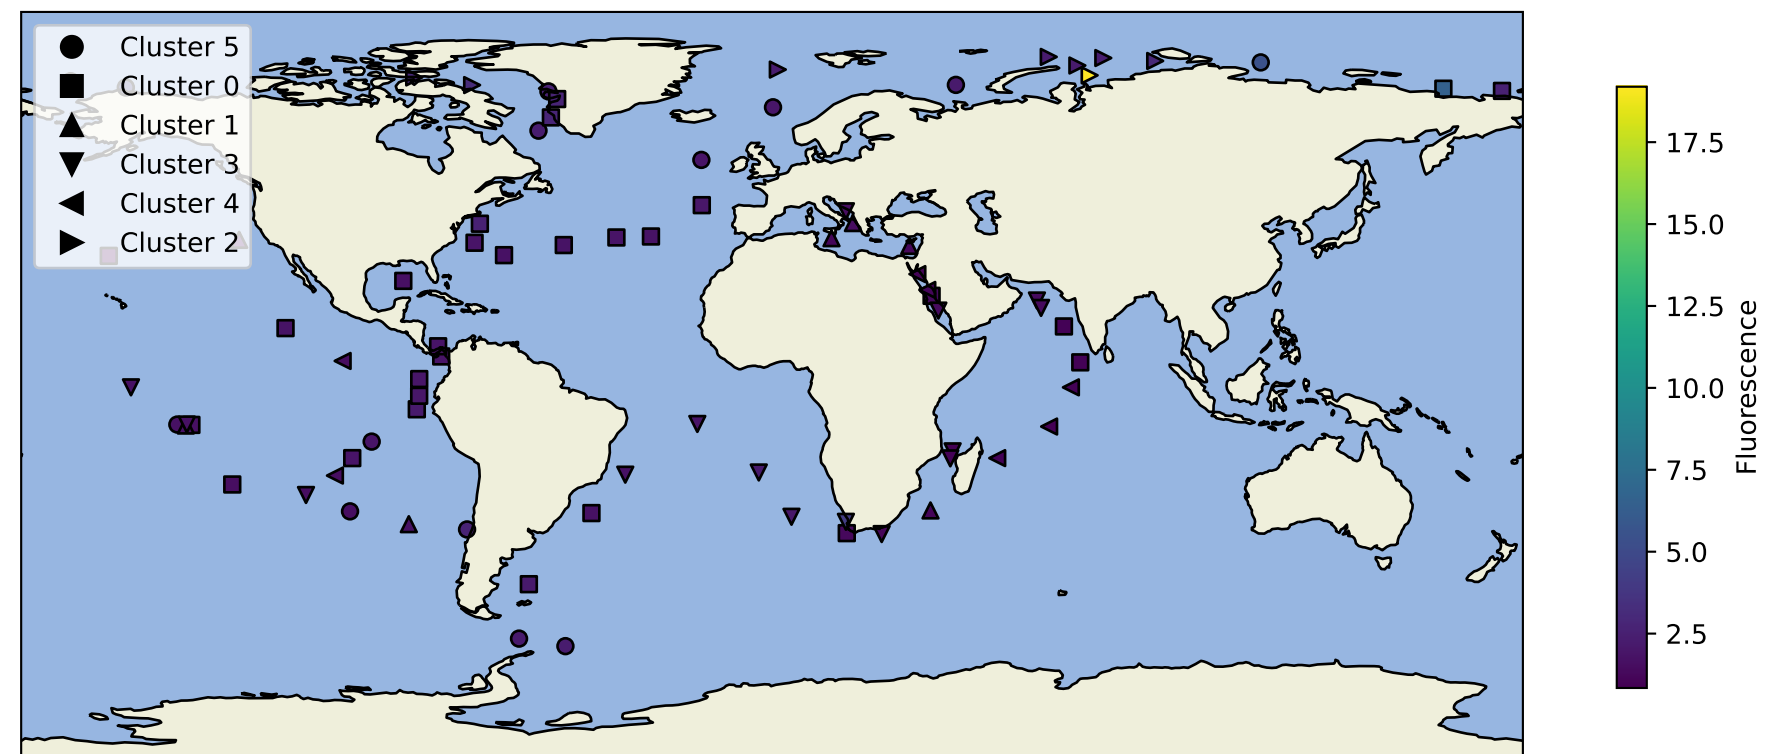 Cluster 5
Cluster 0
Cluster 1
Cluster 3
Cluster 4
Cluster 2
17.5
15.0
12.5
10.0
7.5
5.0
2.5
Fluorescence